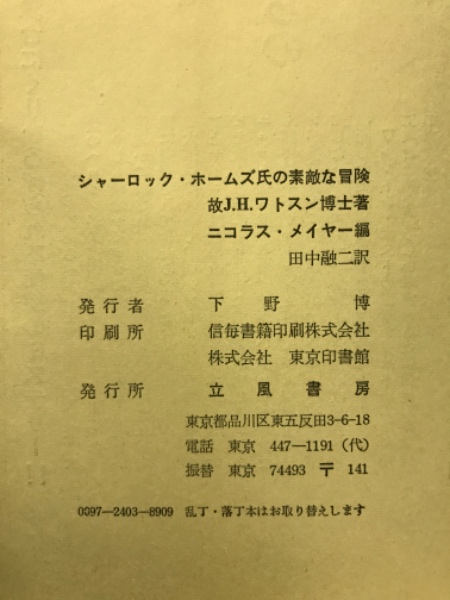 シャーロック・ホームズ氏の素敵な冒険
故J.H.ワトスン博士著
ニコラス・メイヤー編
田中融二訳
発行者 下野 博
印刷所 信毎書籍印刷株式会社
株式会社 東京印書館
発行所 立風書房
東京都品川区東五反田3-6-18
電話 東京 447—1191(代)
振替 東京 74493 〒 141
0097—2403—8909 乱丁・落丁本はお取り替えします